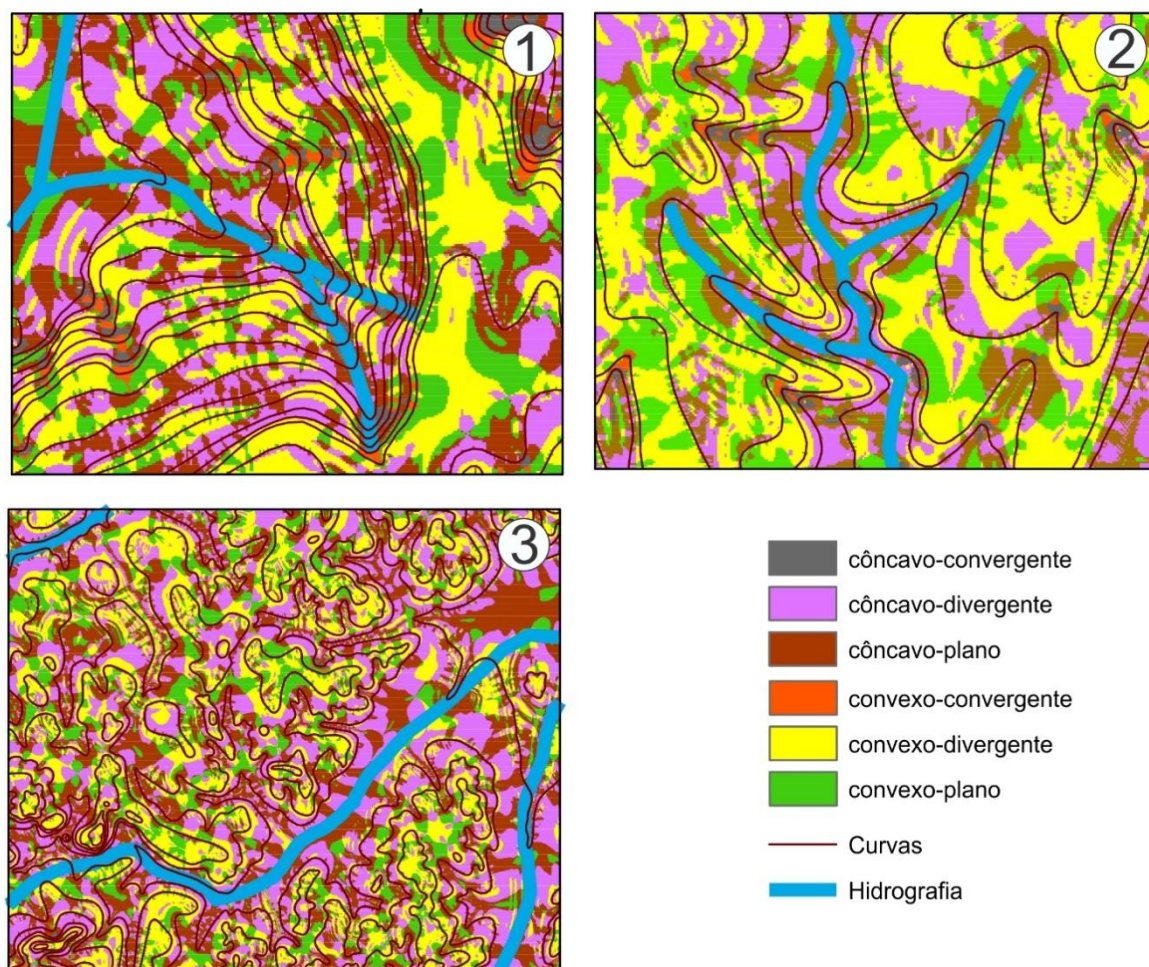 1
2
3
côncavo-convergente
côncavo-divergente
côncavo-plano
convexo-convergente
convexo-divergente
convexo-plano
Curvas
Hidrografia